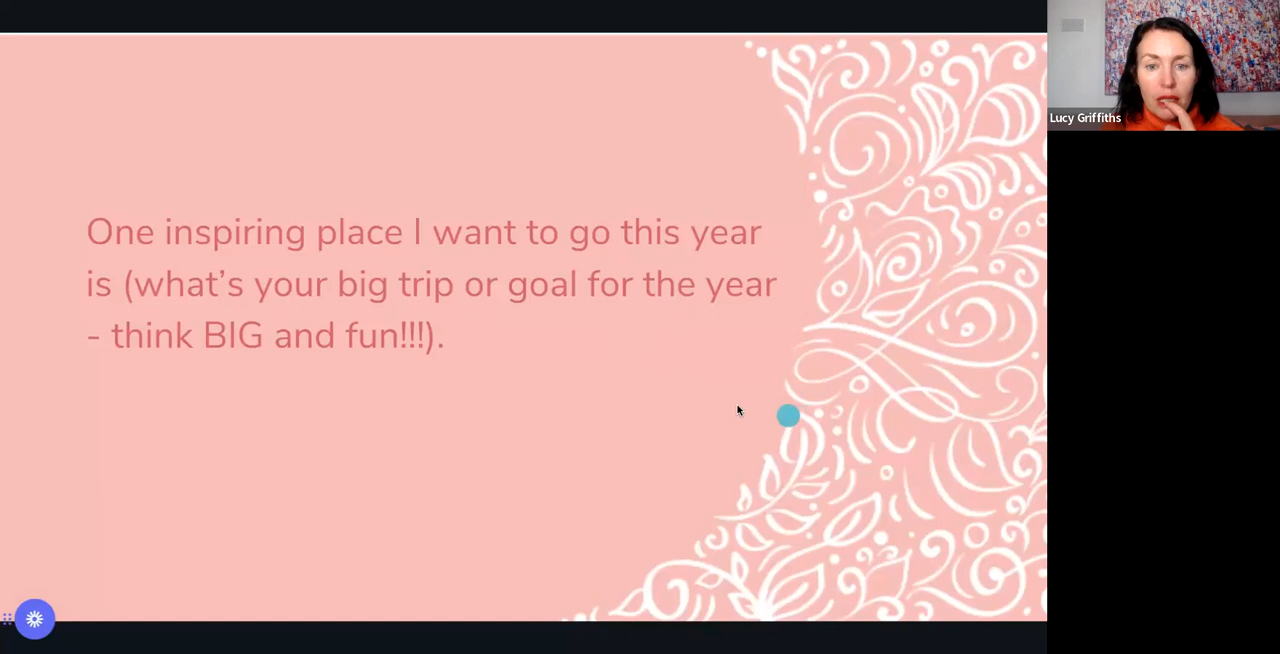 One inspiring place I want to go this year
is (what’s your big trip or goal for the year
- think BIG and fun!!!).
Lucy Griffiths